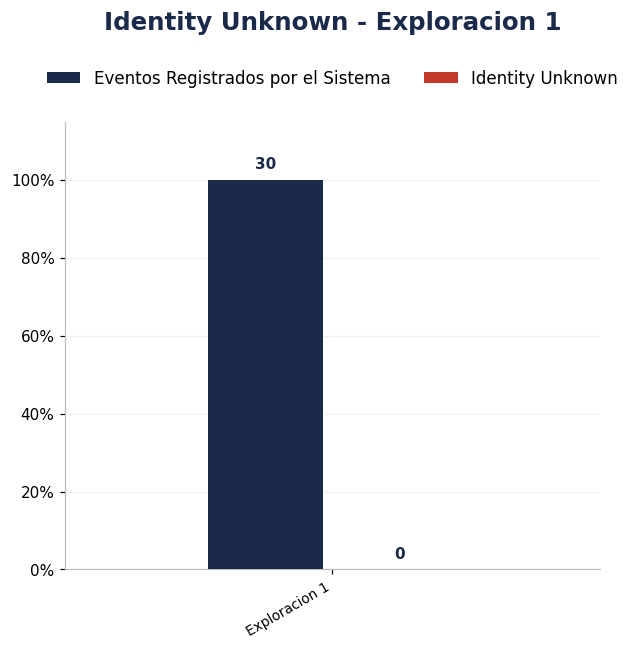 Identity Unknown - Exploracion 1
Eventos Registrados por el Sistema
Identity Unknown
100%
80%
60%
40%
20%
0%
30
0
Exploracion 1